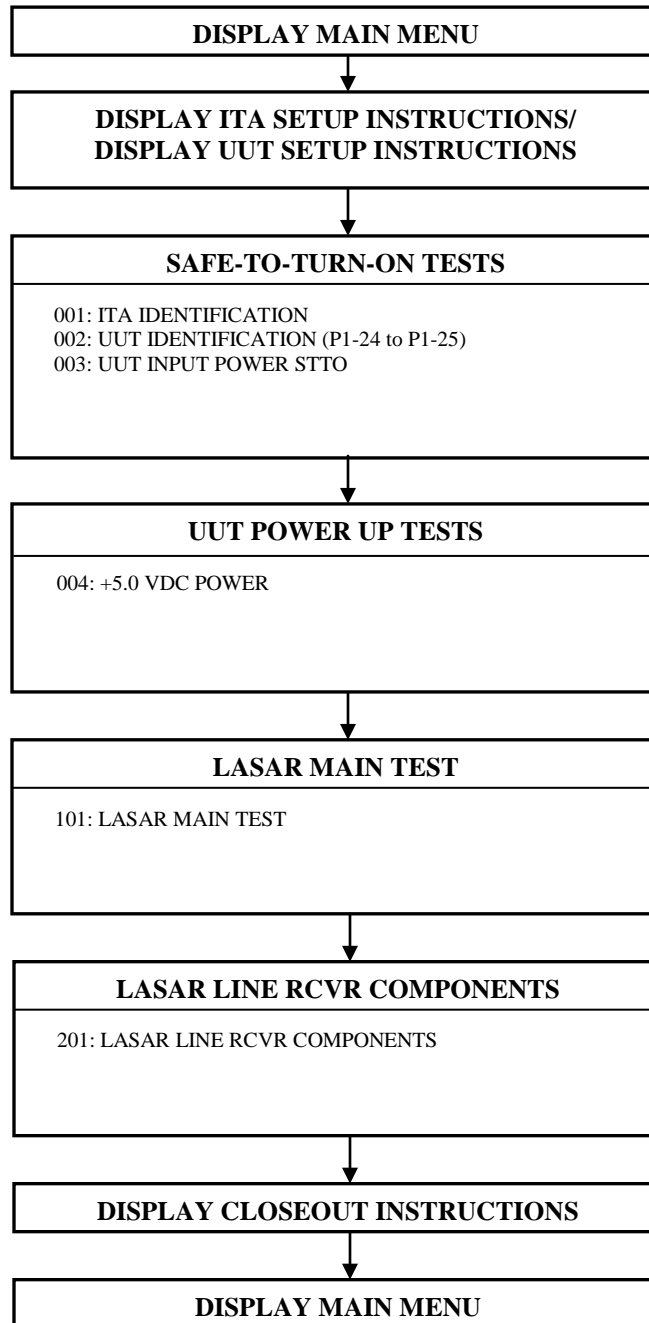 DISPLAY MAIN MENU
DISPLAY ITA SETUP INSTRUCTIONS/
DISPLAY UUT SETUP INSTRUCTIONS
SAFE-TO-TURN-ON TESTS
001: ITA IDENTIFICATION
002: UUT IDENTIFICATION (P1-24 to P1-25)
003: UUT INPUT POWER STTO
UUT POWER UP TESTS
004: +5.0 VDC POWER
LASAR MAIN TEST
101: LASAR MAIN TEST
LASAR LINE RCVR COMPONENTS
201: LASAR LINE RCVR COMPONENTS
DISPLAY CLOSEOUT INSTRUCTIONS
DISPLAY MAIN MENU